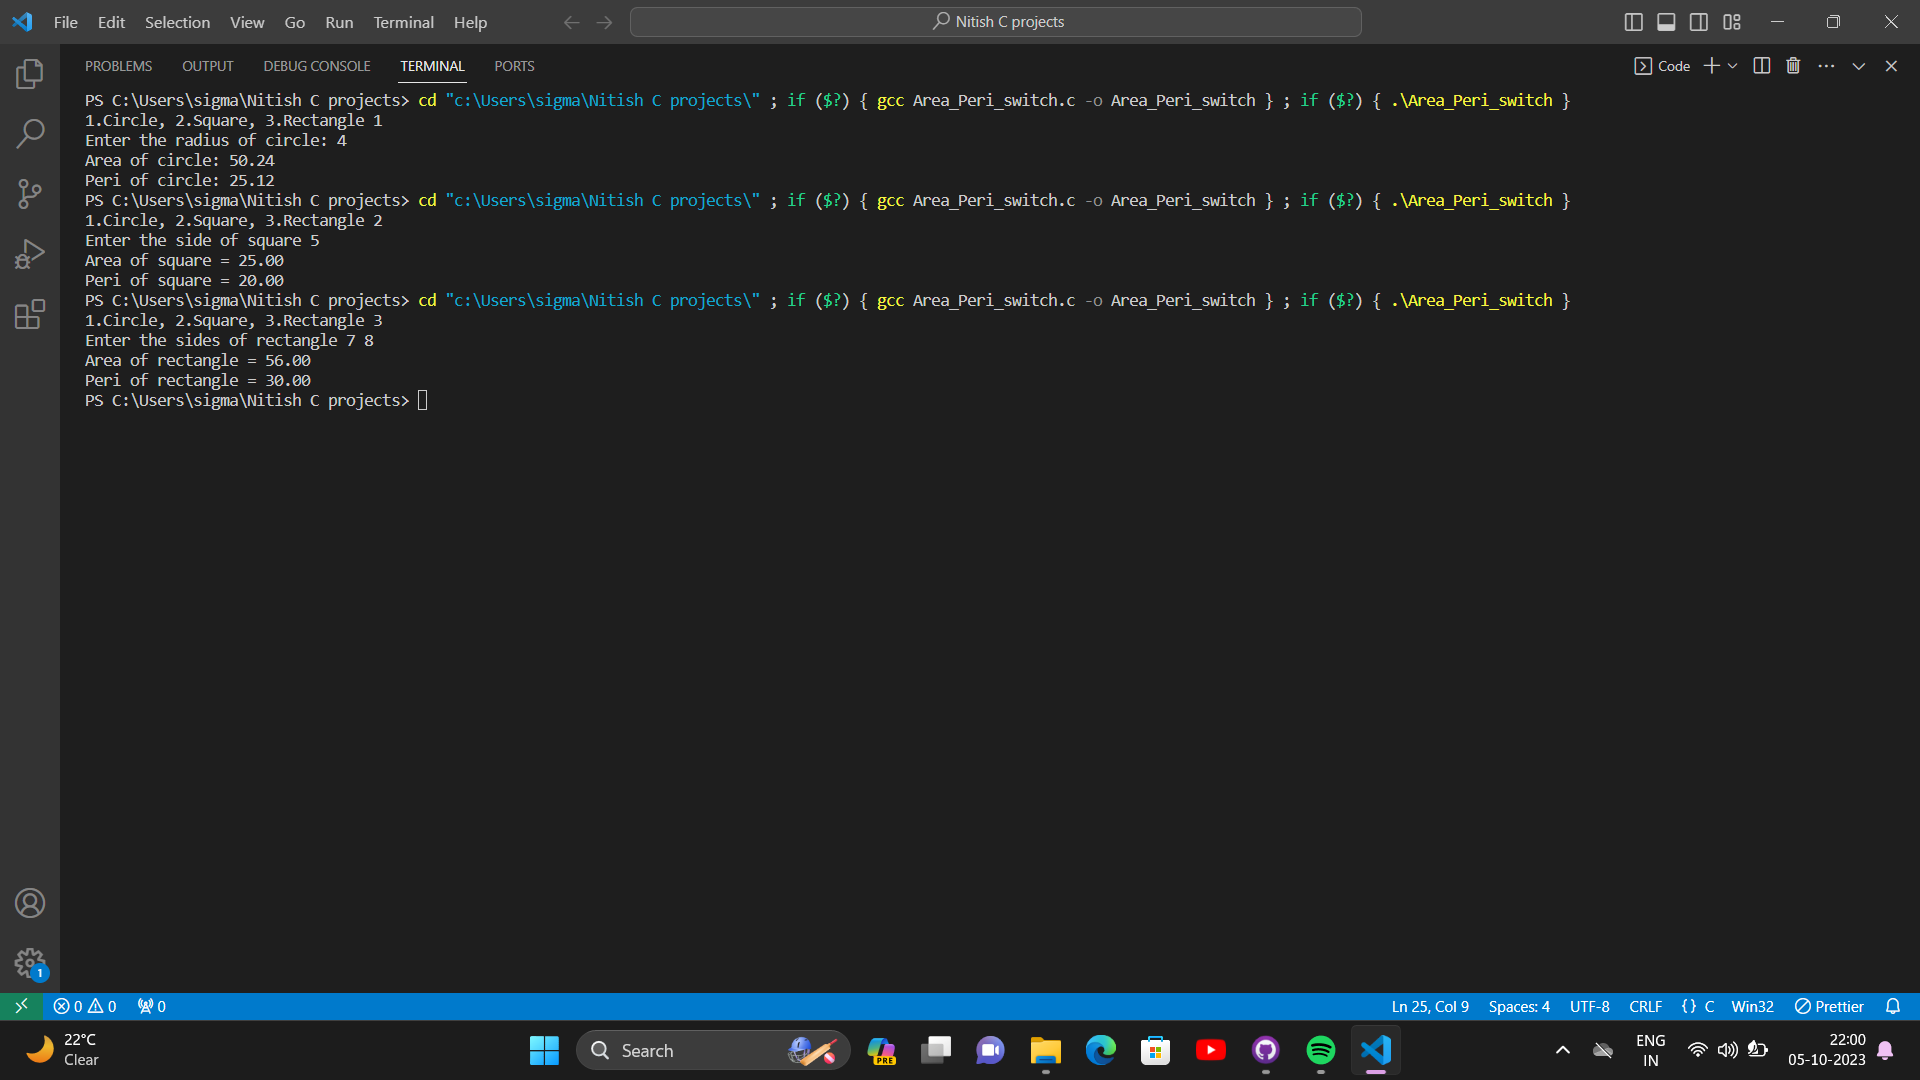 File Edit Selection View Go Run Terminal Help
Nitish C projects
PROBLEMS OUTPUT DEBUG CONSOLE TERMINAL PORTS
Code
PS C:\Users\sigma\Nitish C projects> cd "c:\Users\sigma\Nitish C projects\" ; if ($?) { gcc Area_Peri_switch.c -o Area_Peri_switch } ; if ($?) { .\Area_Peri_switch }
1.Circle, 2.Square, 3.Rectangle 1
Enter the radius of circle: 4
Area of circle: 50.24
Peri of circle: 25.12
PS C:\Users\sigma\Nitish C projects> cd "c:\Users\sigma\Nitish C projects\" ; if ($?) { gcc Area_Peri_switch.c -o Area_Peri_switch } ; if ($?) { .\Area_Peri_switch }
1.Circle, 2.Square, 3.Rectangle 2
Enter the side of square 5
Area of square = 25.00
Peri of square = 20.00
PS C:\Users\sigma\Nitish C projects> cd "c:\Users\sigma\Nitish C projects\" ; if ($?) { gcc Area_Peri_switch.c -o Area_Peri_switch } ; if ($?) { .\Area_Peri_switch }
1.Circle, 2.Square, 3.Rectangle 3
Enter the sides of rectangle 7 8
Area of rectangle = 56.00
Peri of rectangle = 30.00
PS C:\Users\sigma\Nitish C projects>
1
0 0 0
Ln 25, Col 9 Spaces: 4 UTF-8 CRLF {} C Win32 Prettier
22°C
Clear
Search
PRE
ENG
IN
22:00
05-10-2023